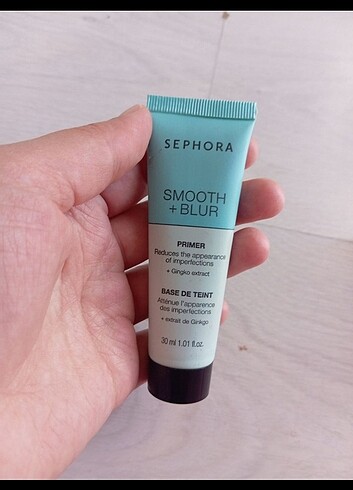 SEPHORA
SMOOTH
+ BLUR
PRIMER
Reduces the appearance
of imperfections
+ Gingko extract
BASE DE TEINT
Atténue l'apparence
des imperfections
+ extrait de Ginkgo
30 ml 1.01 fl.oz.